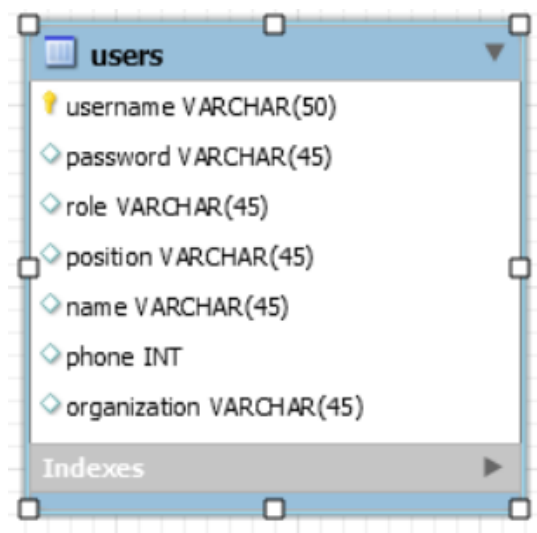 users
username VARCHAR(50)
password VARCHAR(45)
role VARCHAR(45)
position VARCHAR(45)
name VARCHAR(45)
phone INT
organization VARCHAR(45)
Indexes